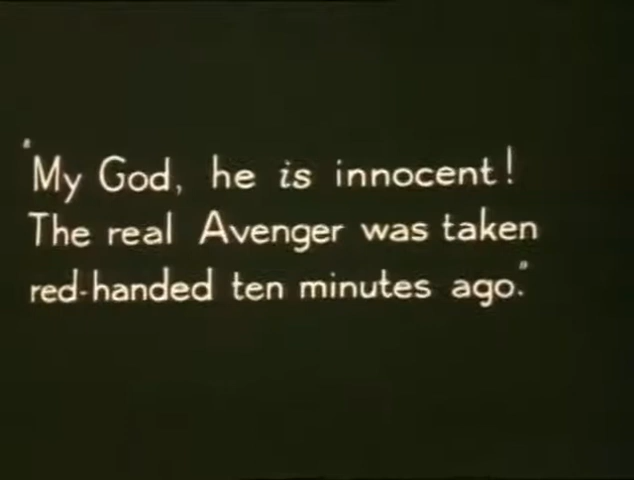 "My God, he is innocent!
The real Avenger was taken
red-handed ten minutes ago."